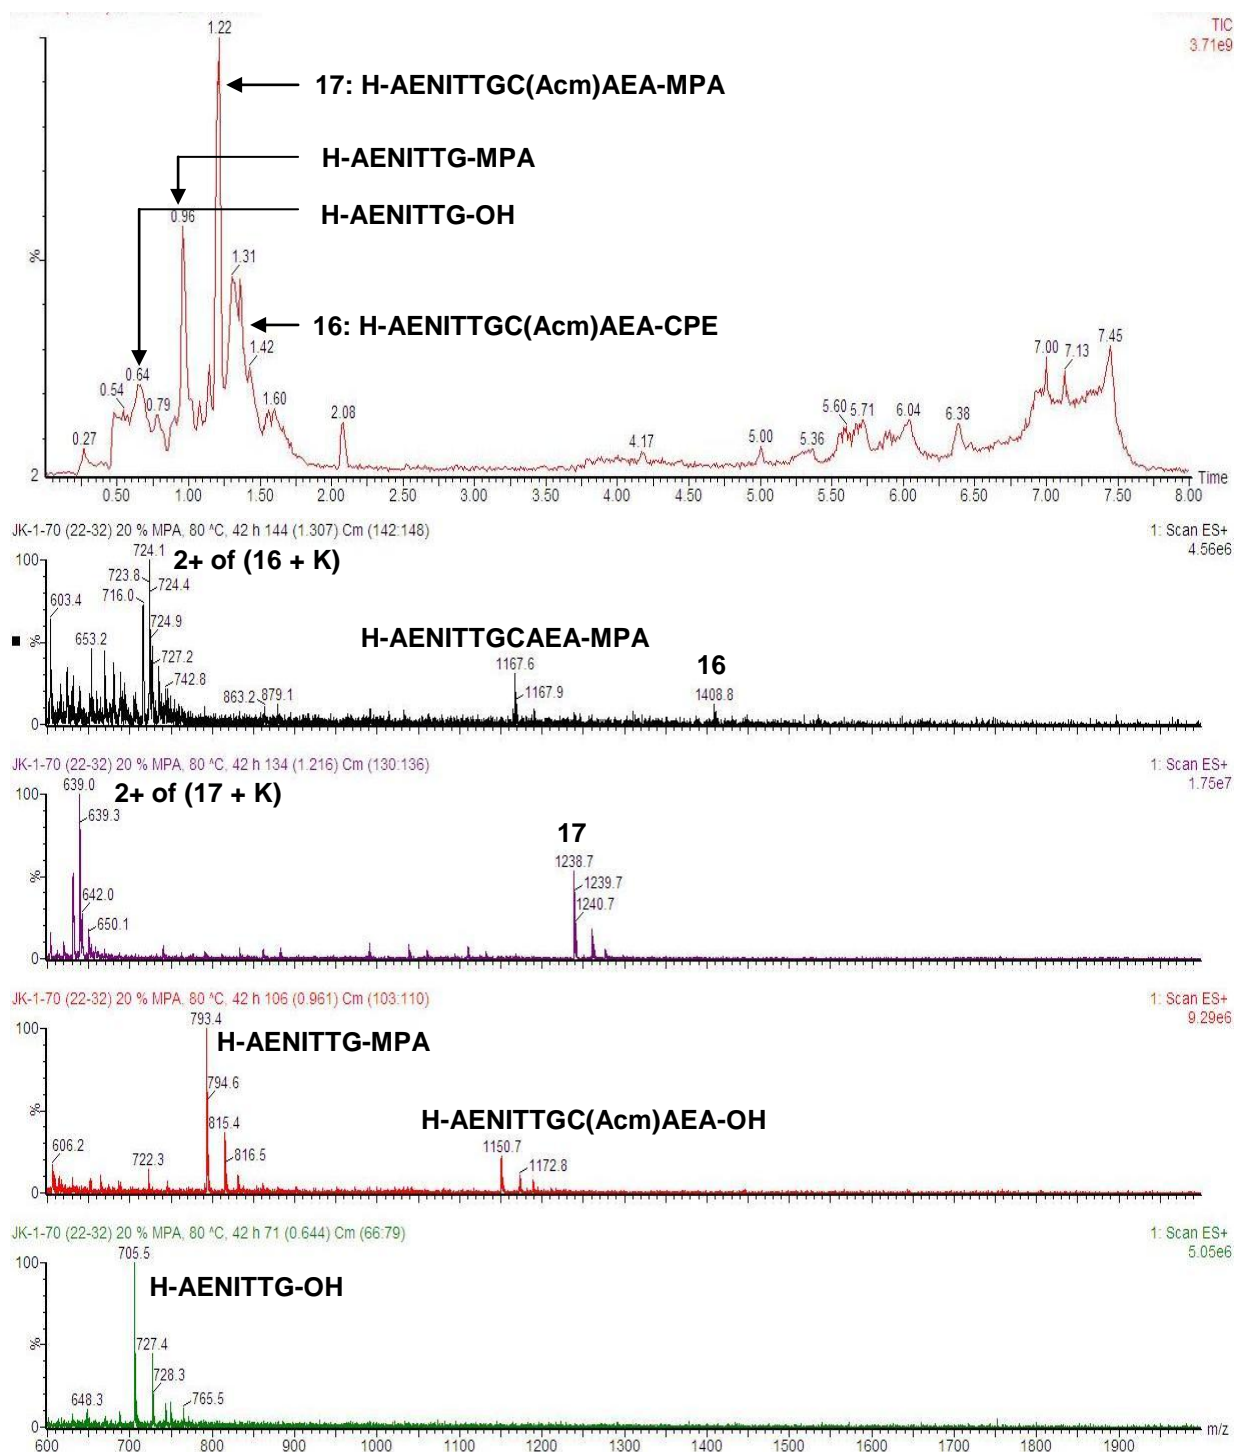 1.22
TIC
3.71e9
17: H-AENITTGC(Acm)AEA-MPA
H-AENITTG-MPA
H-AENITTG-OH
0.96
1.31
16: H-AENITTGC(Acm)AEA-CPE
1.42
0.64
0.54
0.79
1.60
0.27
2.08
4.17
5.00
5.36
5.60
5.71
6.04
6.38
7.00
7.13
7.45
%
2
0.50 1.00 1.50 2.00 2.50 3.00 3.50 4.00 4.50 5.00 5.50 6.00 6.50 7.00 7.50 8.00
Time
JK-1-70 (22-32) 20 % MPA, 80 ^C, 42 h 144 (1.307) Cm (142:148)
1: Scan ES+
4.56e6
100
724.1
2+ of (16 + K)
723.8
724.4
716.0
603.4
724.9
653.2
727.2
742.8
863.2
879.1
H-AENITTGCAEA-MPA
1167.6
1167.9
16
1408.8
%
0
JK-1-70 (22-32) 20 % MPA, 80 ^C, 42 h 134 (1.216) Cm (130:136)
1: Scan ES+
1.75e7
100
639.0
2+ of (17 + K)
639.3
642.0
650.1
17
1238.7
1239.7
1240.7
%
0
JK-1-70 (22-32) 20 % MPA, 80 ^C, 42 h 106 (0.961) Cm (103:110)
1: Scan ES+
9.29e6
100
793.4
H-AENITTG-MPA
794.6
815.4
816.5
606.2
722.3
H-AENITTGC(Acm)AEA-OH
1150.7
1172.8
%
0
JK-1-70 (22-32) 20 % MPA, 80 ^C, 42 h 71 (0.644) Cm (66:79)
1: Scan ES+
5.05e6
100
705.5
H-AENITTG-OH
727.4
728.3
648.3
765.5
%
0
600 700 800 900 1000 1100 1200 1300 1400 1500 1600 1700 1800 1900
m/z